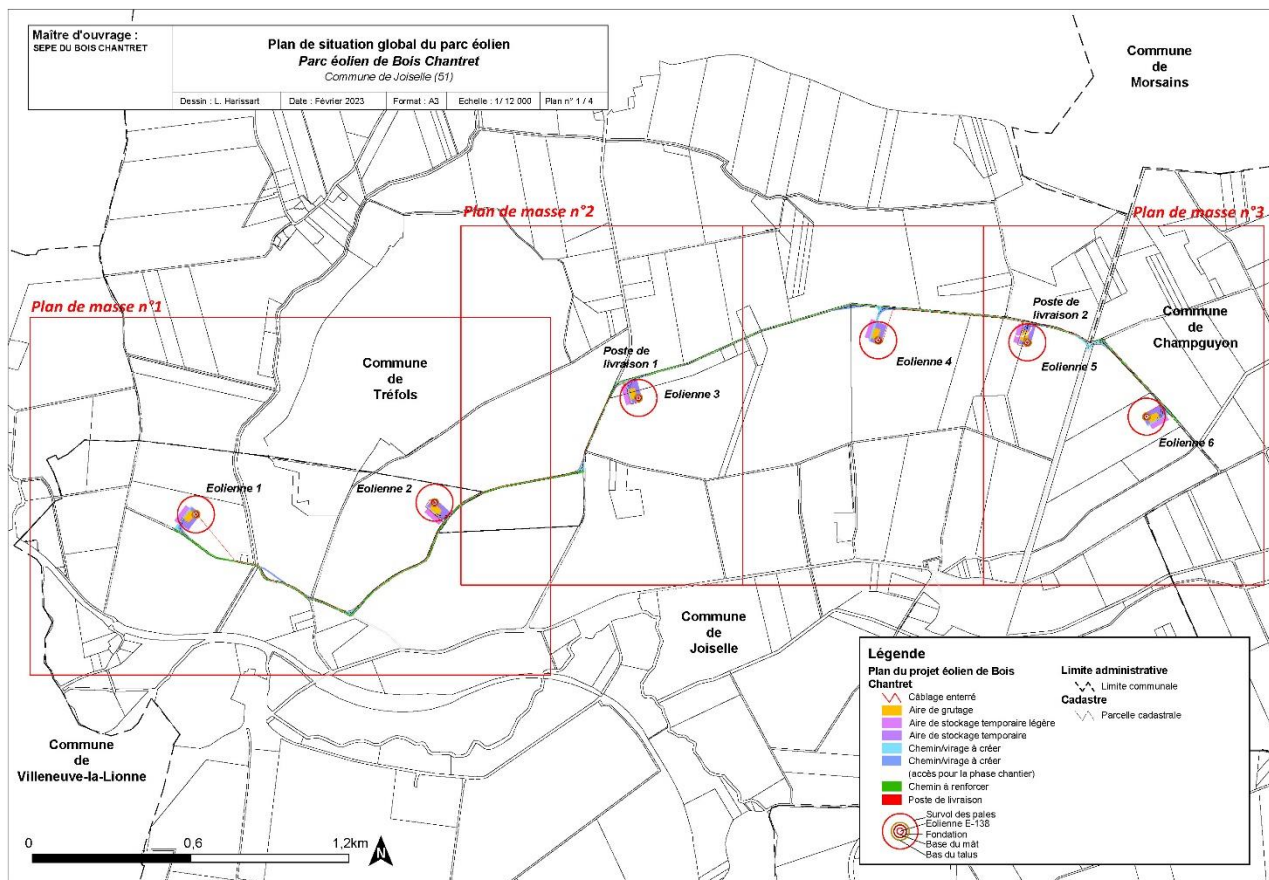 Maître d'ouvrage :
SEPE DU BOIS CHANTRET
Plan de situation global du parc éolien
Parc éolien de Bois Chantret
Commune de Joiselle (51)
Dessin : L. Harissart
Date : Février 2023
Format : A3
Echelle : 1/ 12 000
Plan n° 1 / 4
Commune
de
Morsains
Plan de masse n°2
Plan de masse n°3
Plan de masse n°1
Poste de
livraison 2
Commune
de
Champguyon
Commune
de
Tréfols
Poste de
livraison 1
Eolienne 4
Eolienne 5
Eolienne 3
Eolienne 6
Eolienne 1
Eolienne 2
Commune
de
Joiselle
Commune
de
Villeneuve-la-Lionne
Légende
Plan du projet éolien de Bois
Chantret
Câblage enterré
Aire de grutage
Aire de stockage temporaire légère
Aire de stockage temporaire
Chemin/virage à créer
Chemin/virage à créer
(accès pour la phase chantier)
Chemin à renforcer
Poste de livraison
Survol des pales
Eolienne E-138
Fondation
Base du mât
Bas du talus
Limite administrative
Limite communale
Cadastre
Parcelle cadastrale
0
0,6
1,2km
N